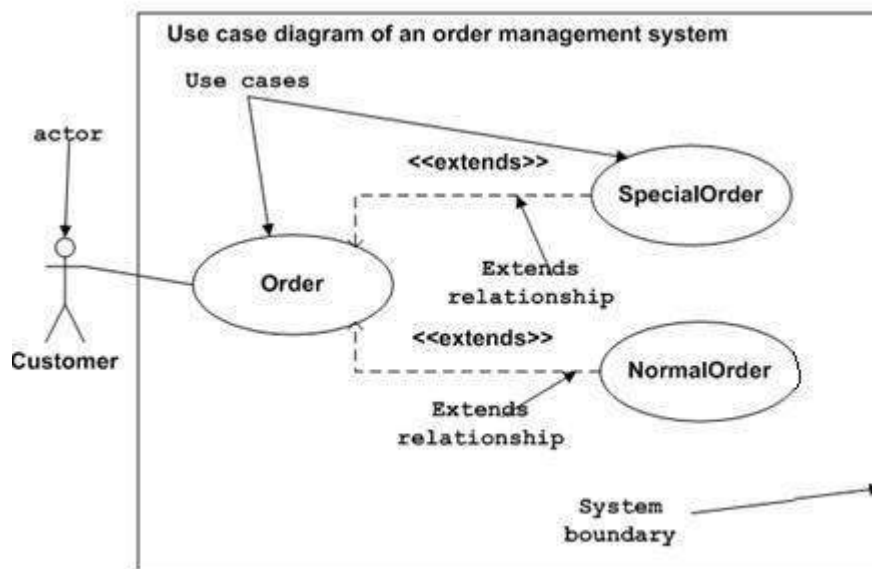 Use case diagram of an order management system
Use cases
actor
<<extends>>
SpecialOrder
Order
Extends
relationship
<<extends>>
Customer
NormalOrder
Extends
relationship
System
boundary